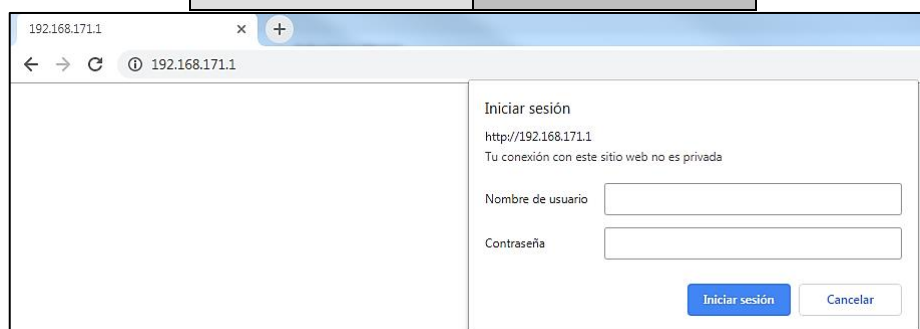 192.168.171.1
192.168.171.1
Iniciar sesión
http://192.168.171.1
Tu conexión con este sitio web no es privada
Nombre de usuario
Contraseña
Iniciar sesión Cancelar